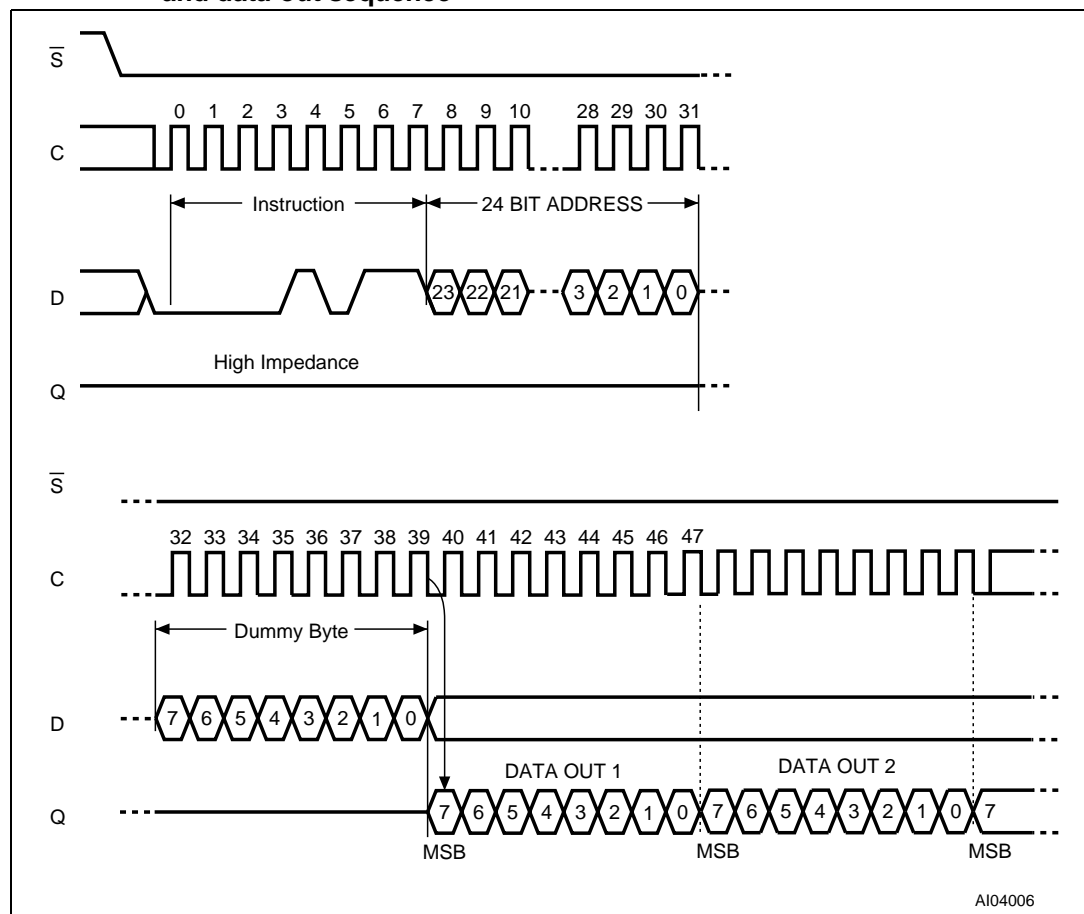 and data-out sequence
S
0 1 2 3 4 5 6 7 8 9 10 28 29 30 31
C
Instruction 24 BIT ADDRESS
D 23 22 21 3 2 1 0
High Impedance
Q
S
32 33 34 35 36 37 38 39 40 41 42 43 44 45 46 47
C
Dummy Byte
D 7 6 5 4 3 2 1 0
DATA OUT 1 DATA OUT 2
Q 7 6 5 4 3 2 1 0 7 6 5 4 3 2 1 0 7
MSB MSB MSB
AI04006